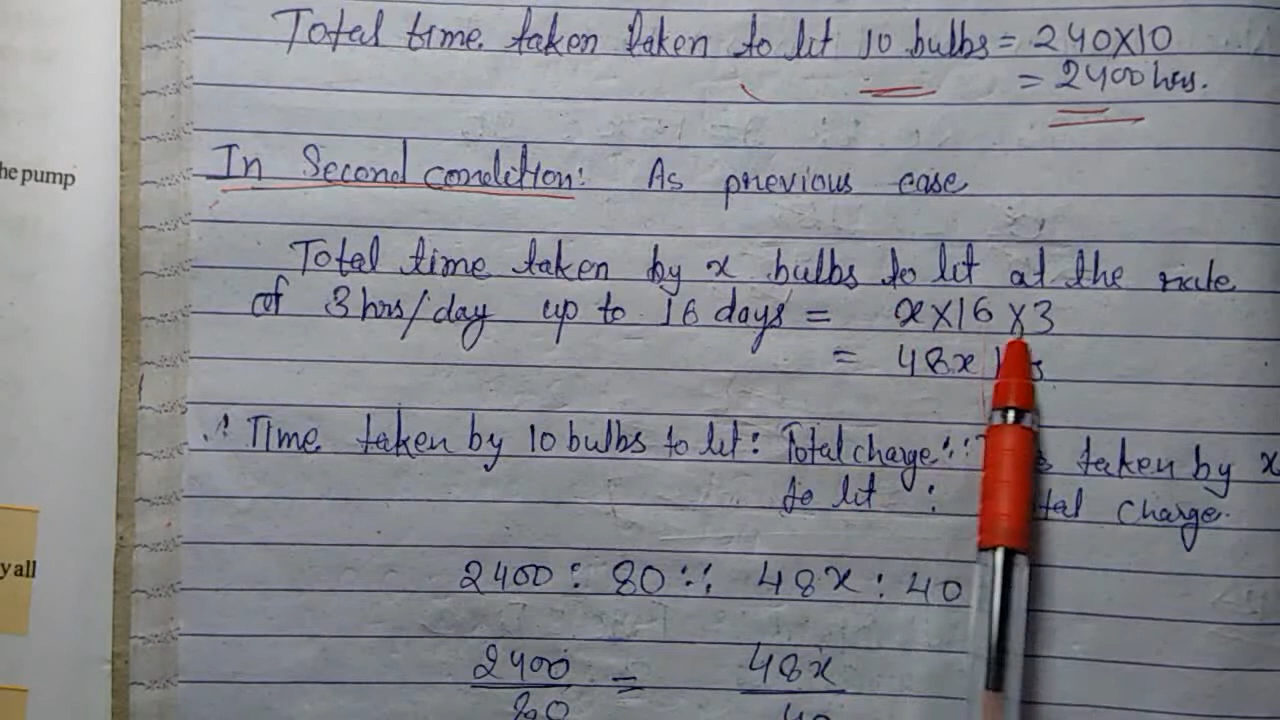 Total time taken taken to lit 10 bulbs = 240X10
= 2400 hrs.
he pump
In Second condition: As previous case
Total time taken by x bulbs to lit at the rate
of 3 hrs/day up to 16 days = x X 16 X 3
= 48x
∴ Time taken by 10 bulbs to lit : Total charge :: taken by x
to lit : Charge.
y all
2400 : 80 :: 48x : 40
2400/80 = 48x/40